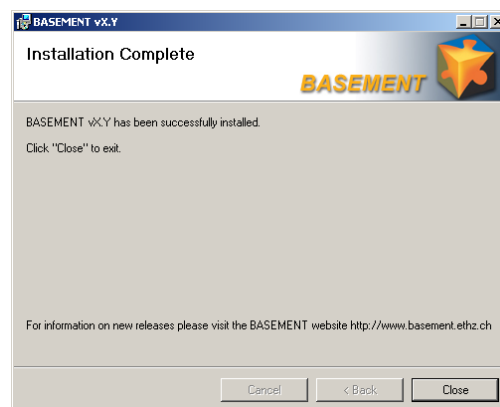 BASEMENT vX.Y
Installation Complete
BASEMENT
BASEMENT vX.Y has been successfully installed.
Click "Close" to exit.
For information on new releases please visit the BASEMENT website http://www.basement.ethz.ch
Cancel < Back Close